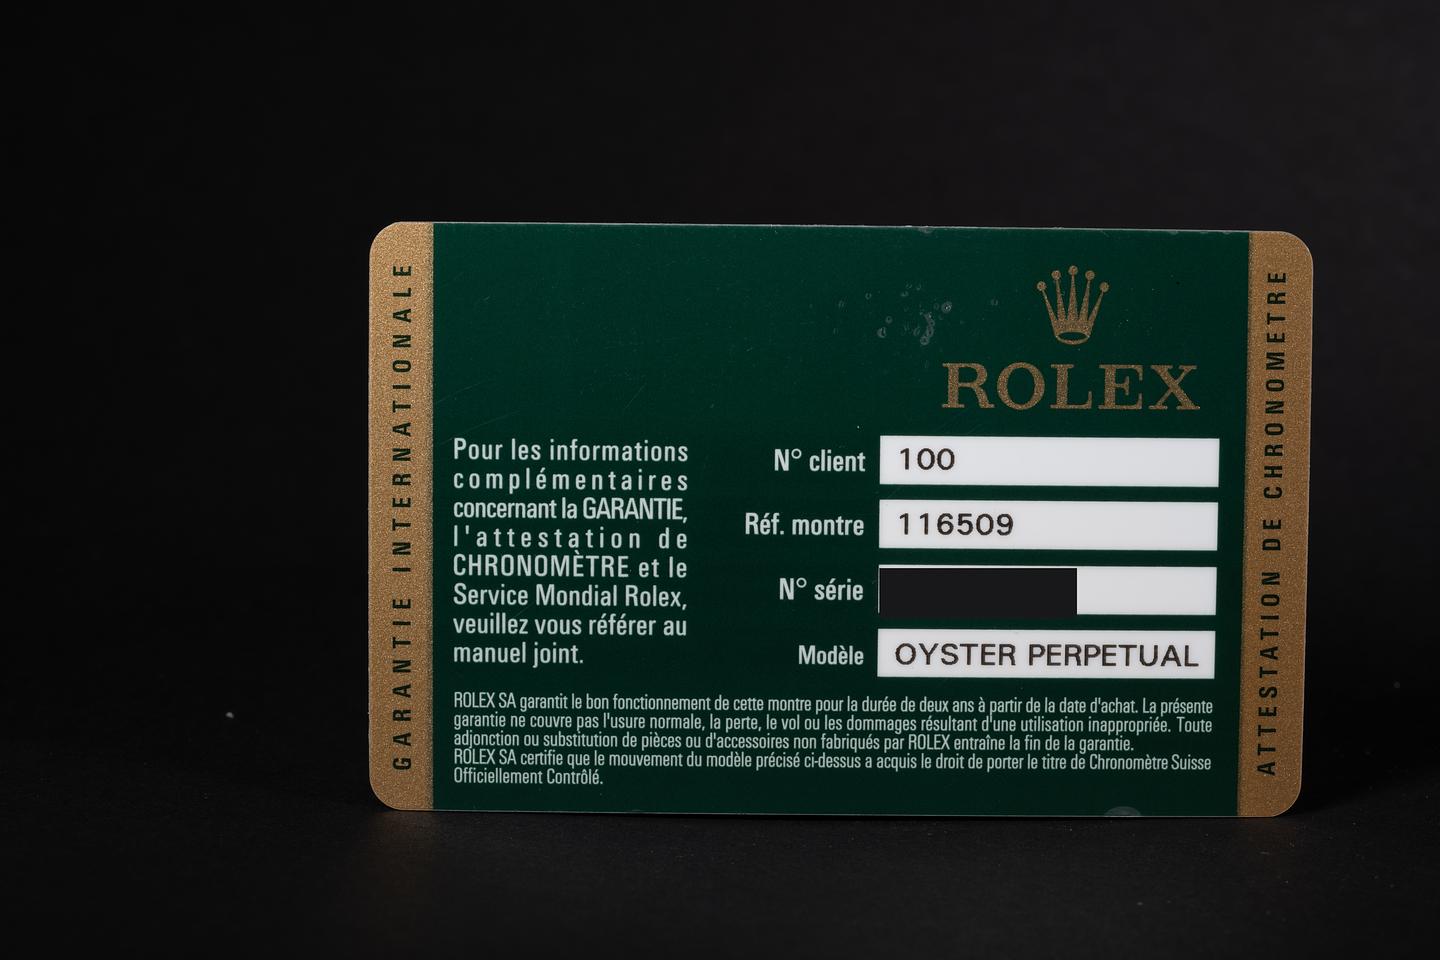 GARANTIE INTERNATIONALE
ROLEX
Pour les informations
complémentaires
concernant la GARANTIE,
l'attestation de
CHRONOMÈTRE et le
Service Mondial Rolex,
veuillez vous référer au
manuel joint.
N° client 100
Réf. montre 116509
N° série
Modèle OYSTER PERPETUAL
ROLEX SA garantit le bon fonctionnement de cette montre pour la durée de deux ans à partir de la date d'achat. La présente
garantie ne couvre pas l'usure normale, la perte, le vol ou les dommages résultant d'une utilisation inappropriée. Toute
adjonction ou substitution de pièces ou d'accessoires non fabriqués par ROLEX entraîne la fin de la garantie.
ROLEX SA certifie que le mouvement du modèle précisé ci-dessus a acquis le droit de porter le titre de Chronomètre Suisse
Officiellement Contrôlé.
ATTESTATION DE CHRONOMETRE